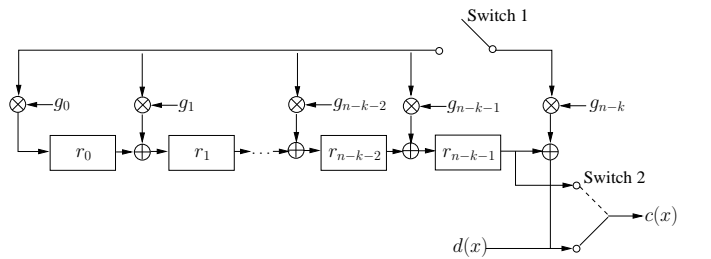 Switch 1
g₀ g₁ gₙ₋ₖ₋₂ gₙ₋ₖ₋₁ gₙ₋ₖ
r₀ r₁ ... rₙ₋ₖ₋₂ rₙ₋ₖ₋₁
Switch 2
c(x)
d(x)